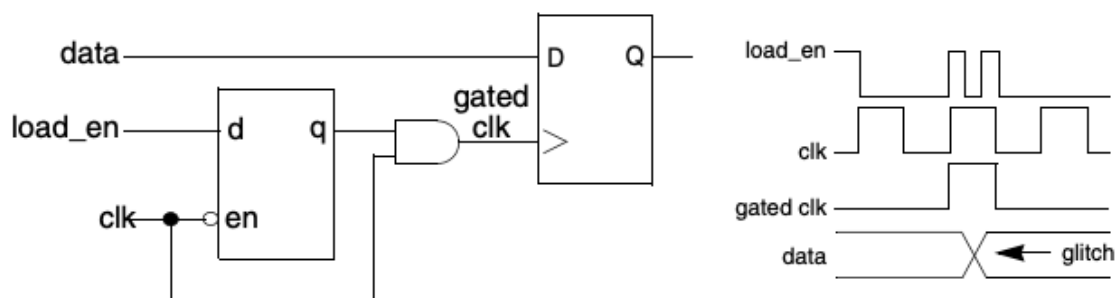 data
D
Q
gated
clk
load_en
d
q
clk
en
load_en
clk
gated clk
data
glitch